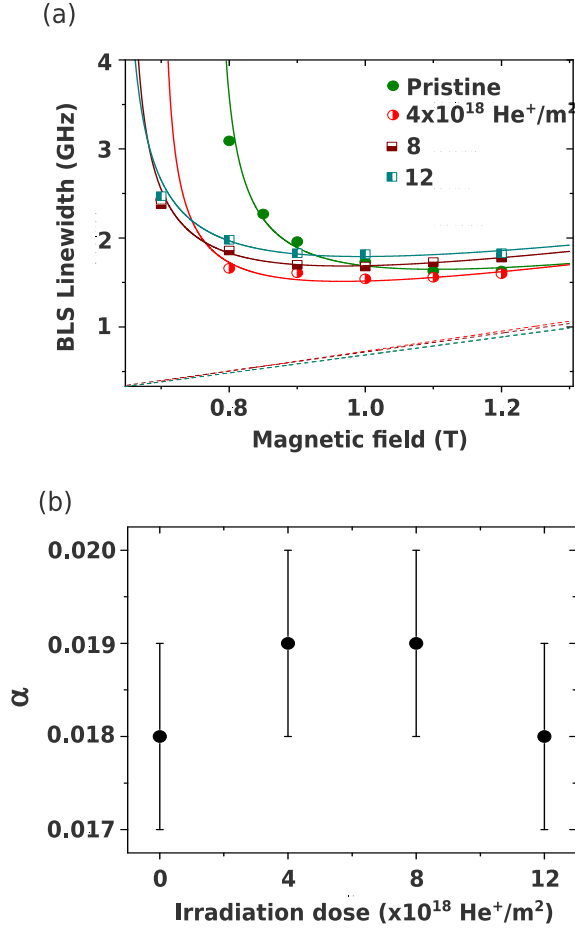 (a)
4
3
2
1
BLS Linewidth (GHz)
Pristine
4x10¹⁸ He⁺/m²
8
12
0.8 1.0 1.2
Magnetic field (T)
(b)
0.020
0.019
0.018
0.017
α
0 4 8 12
Irradiation dose (x10¹⁸ He⁺/m²)